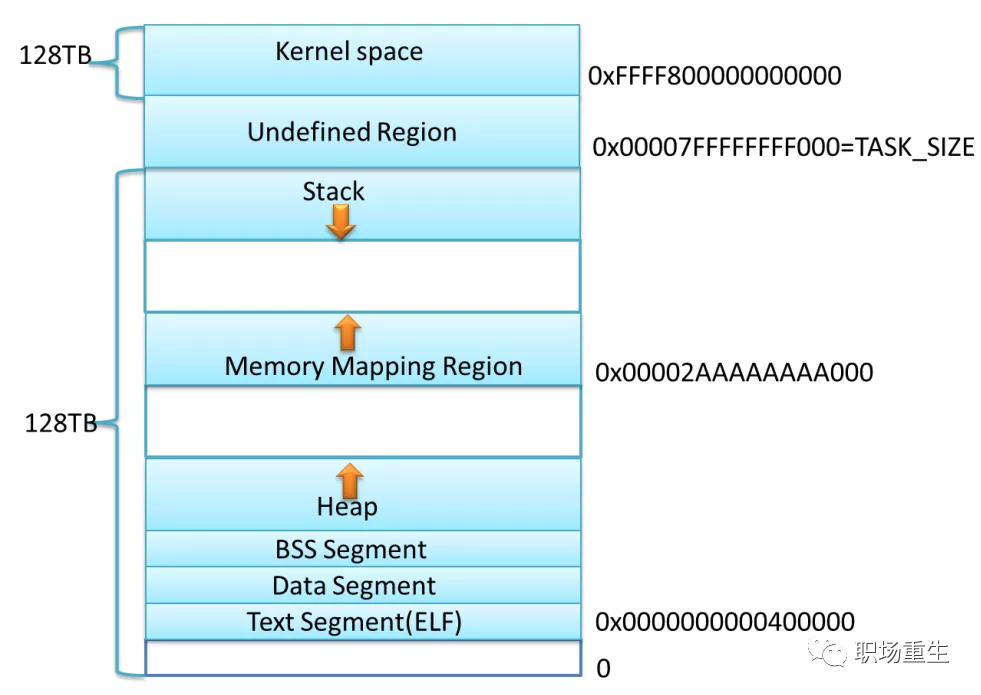 128TB
Kernel space
0xFFFF800000000000
Undefined Region
0x00007FFFFFFFF000=TASK_SIZE
Stack
Memory Mapping Region
0x00002AAAAAAAA000
128TB
Heap
BSS Segment
Data Segment
Text Segment(ELF)
0x0000000000400000
职场重生
0